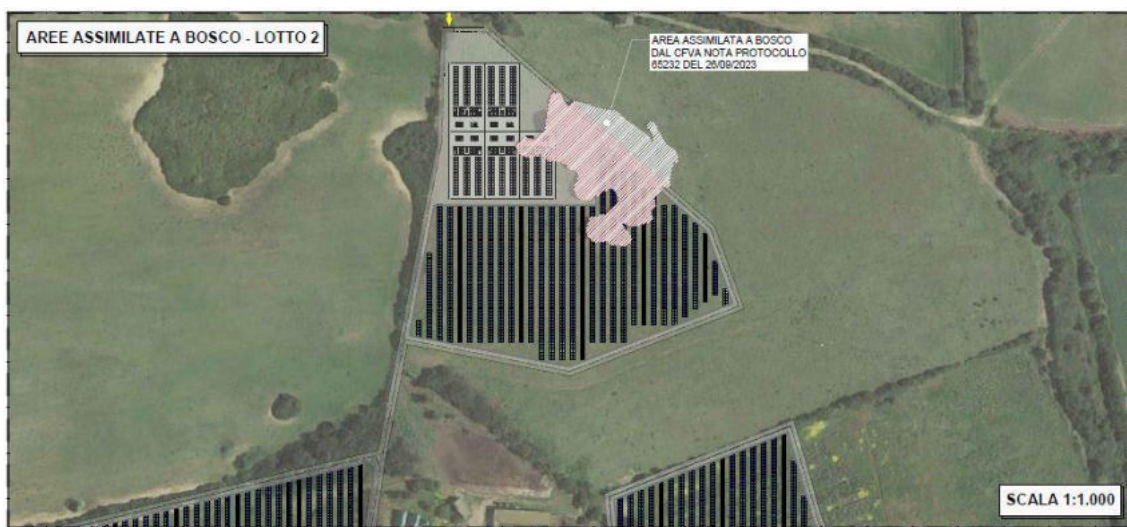 AREE ASSIMILATE A BOSCO - LOTTO 2
AREA ASSIMILATA A BOSCO
DAL CFVA NOTA PROTOCOLLO
65232 DEL 26/09/2023
SCALA 1:1.000